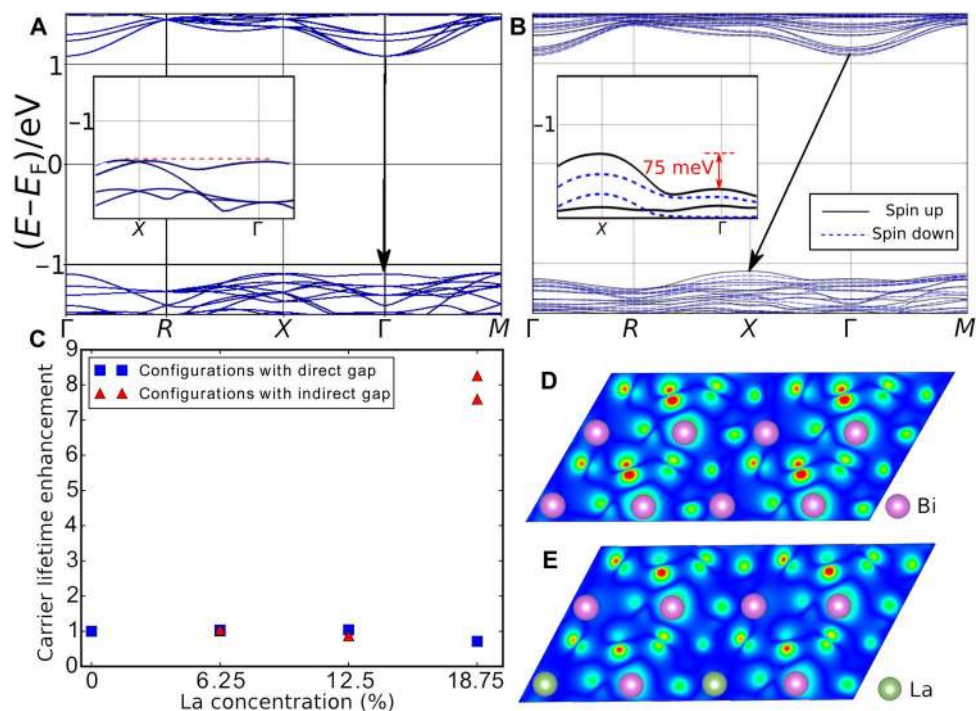 A
(E−E_F)/eV
1
0
−1
−1
X
Γ
Γ
R
X
Γ
M
B
1
−1
75 meV
X
Γ
Spin up
Spin down
Γ
R
X
Γ
M
C
Carrier lifetime enhancement
9
8
7
6
5
4
3
2
1
0
Configurations with direct gap
Configurations with indirect gap
0
6.25
12.5
18.75
La concentration (%)
D
Bi
E
La